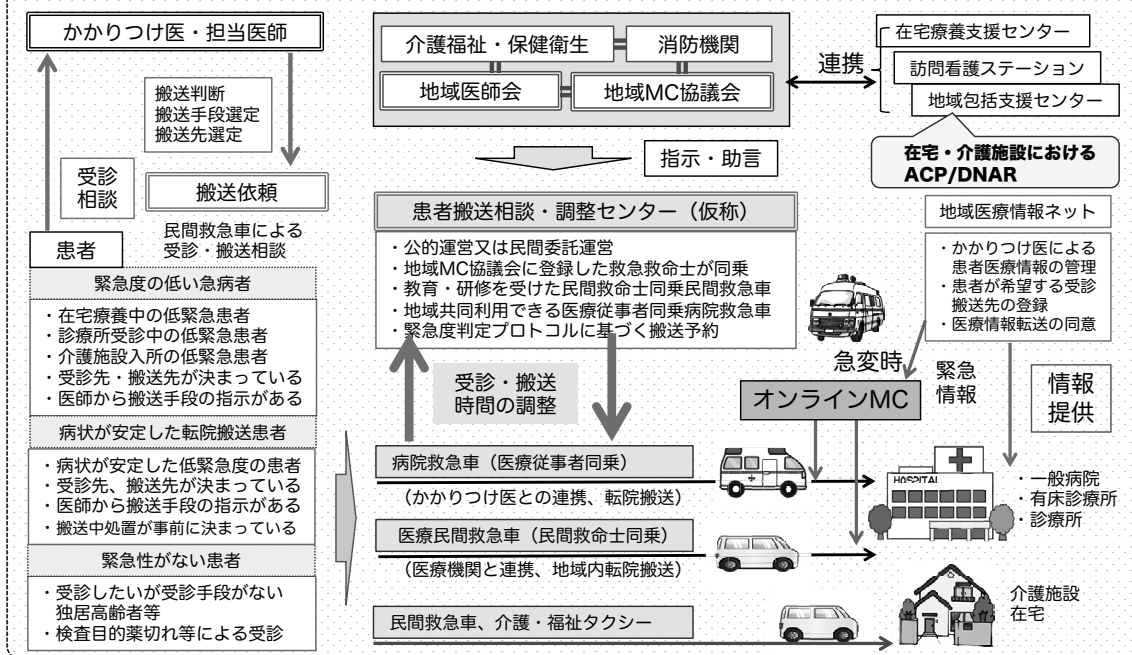 かかりつけ医・担当医師
搬送判断
搬送手段選定
搬送先選定
受診
相談
搬送依頼
民間救急車による
受診・搬送相談
患者
緊急度の低い急病者
・在宅療養中の低緊急患者
・診療所受診中の低緊急患者
・介護施設入所の低緊急患者
・受診先・搬送先が決まっている
・医師から搬送手段の指示がある
病状が安定した転院搬送患者
・病状が安定した低緊急度の患者
・受診先、搬送先が決まっている
・医師から搬送手段の指示がある
・搬送中処置が事前に決まっている
緊急性がない患者
・受診したいが受診手段がない
独居高齢者等
・検査目的薬切れ等による受診
介護福祉・保健衛生
消防機関
地域医師会
地域MC協議会
連携
在宅療養支援センター
訪問看護ステーション
地域包括支援センター
在宅・介護施設における
ACP/DNAR
指示・助言
患者搬送相談・調整センター（仮称）
・公的運営又は民間委託運営
・地域MC協議会に登録した救急救命士が同乗
・教育・研修を受けた民間救命士同乗民間救急車
・地域共同利用できる医療従事者同乗病院救急車
・緊急度判定プロトコルに基づく搬送予約
地域医療情報ネット
・かかりつけ医による
患者医療情報の管理
・患者が希望する受診
搬送先の登録
・医療情報転送の同意
受診・搬送
時間の調整
急変時
オンラインMC
緊急
情報
情報
提供
病院救急車（医療従事者同乗）
（かかりつけ医との連携、転院搬送）
医療民間救急車（民間救命士同乗）
（医療機関と連携、地域内転院搬送）
民間救急車、介護・福祉タクシー
HOSPITAL
・一般病院
・有床診療所
・診療所
介護施設
在宅